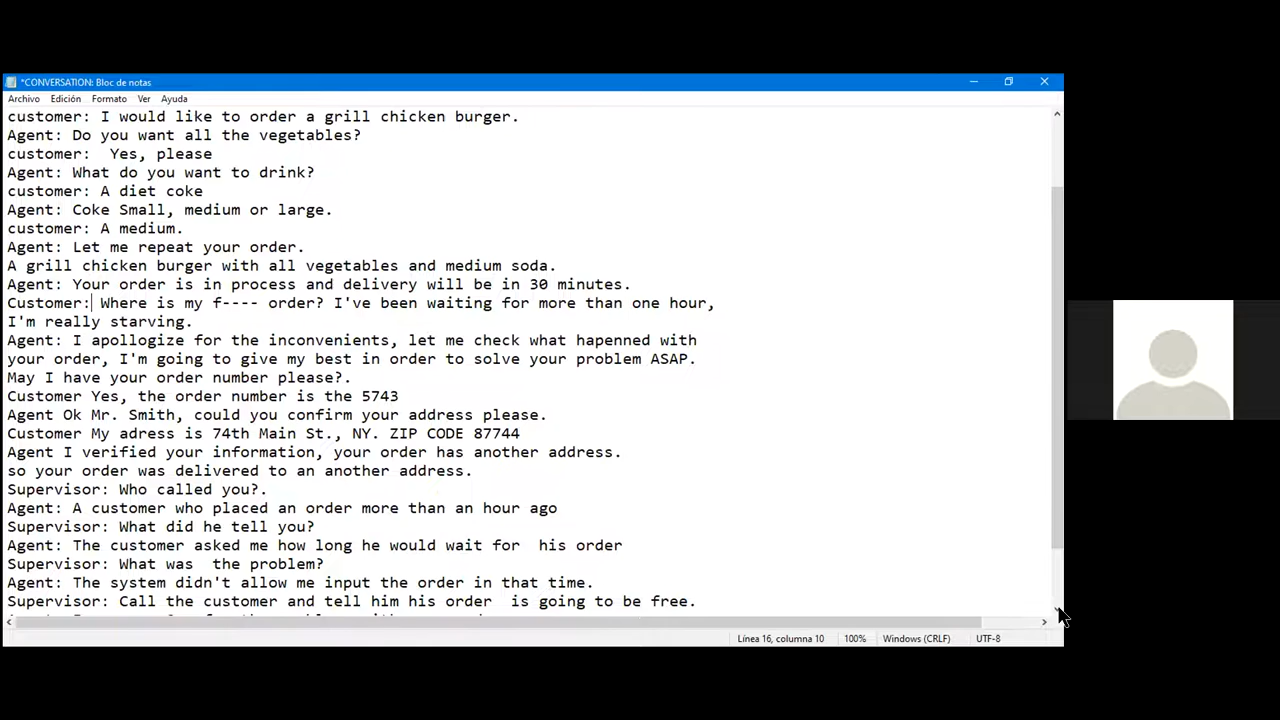 *CONVERSATION: Bloc de notas
Archivo Edición Formato Ver Ayuda
customer: I would like to order a grill chicken burger.
Agent: Do you want all the vegetables?
customer:  Yes, please
Agent: What do you want to drink?
customer: A diet coke
Agent: Coke Small, medium or large.
customer: A medium.
Agent: Let me repeat your order.
A grill chicken burger with all vegetables and medium soda.
Agent: Your order is in process and delivery will be in 30 minutes.
Customer: Where is my f---- order? I've been waiting for more than one hour,
I'm really starving.
Agent: I apollogize for the inconvenients, let me check what hapenned with
your order, I'm going to give my best in order to solve your problem ASAP.
May I have your order number please?.
Customer Yes, the order number is the 5743
Agent Ok Mr. Smith, could you confirm your address please.
Customer My adress is 74th Main St., NY. ZIP CODE 87744
Agent I verified your information, your order has another address.
so your order was delivered to an another address.
Supervisor: Who called you?.
Agent: A customer who placed an order more than an hour ago
Supervisor: What did he tell you?
Agent: The customer asked me how long he would wait for  his order
Supervisor: What was  the problem?
Agent: The system didn't allow me input the order in that time.
Supervisor: Call the customer and tell him his order  is going to be free.
Línea 16, columna 10 100% Windows (CRLF) UTF-8